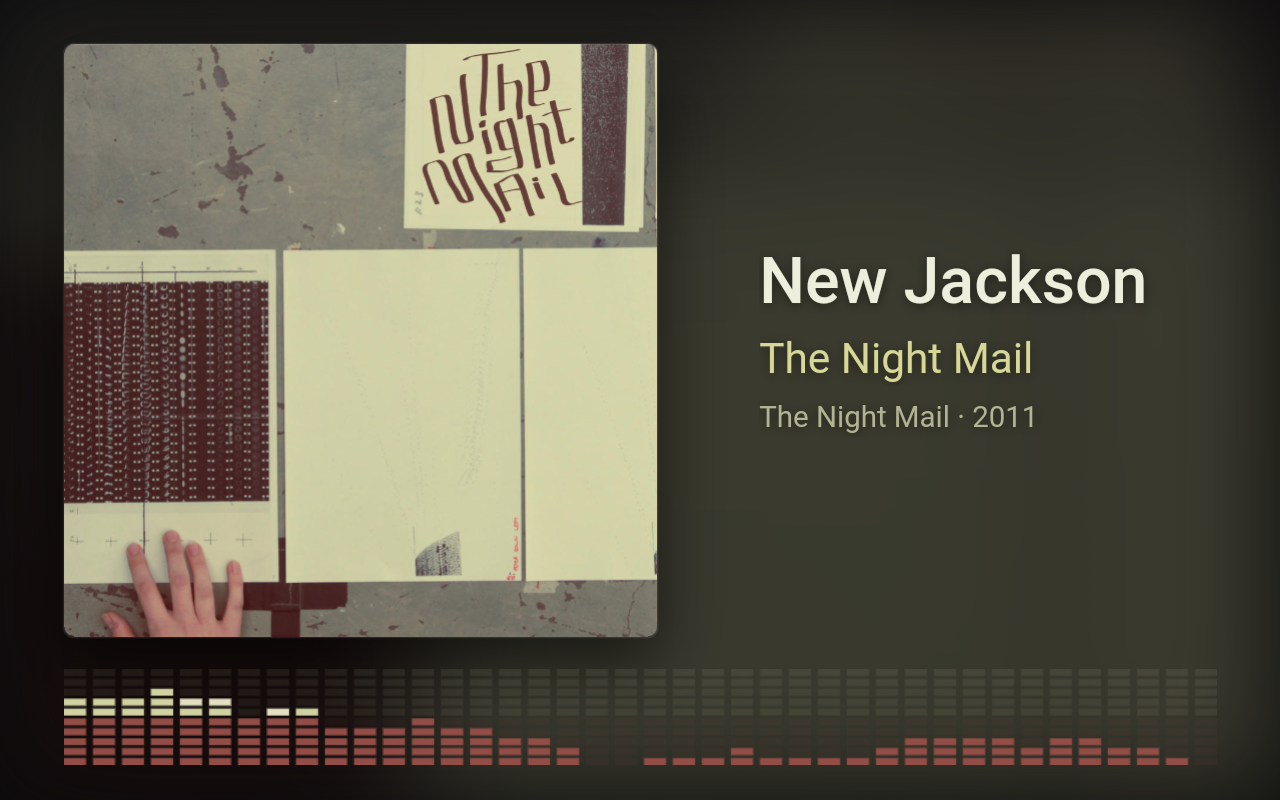 The
Night
Mail
New Jackson
The Night Mail
The Night Mail · 2011